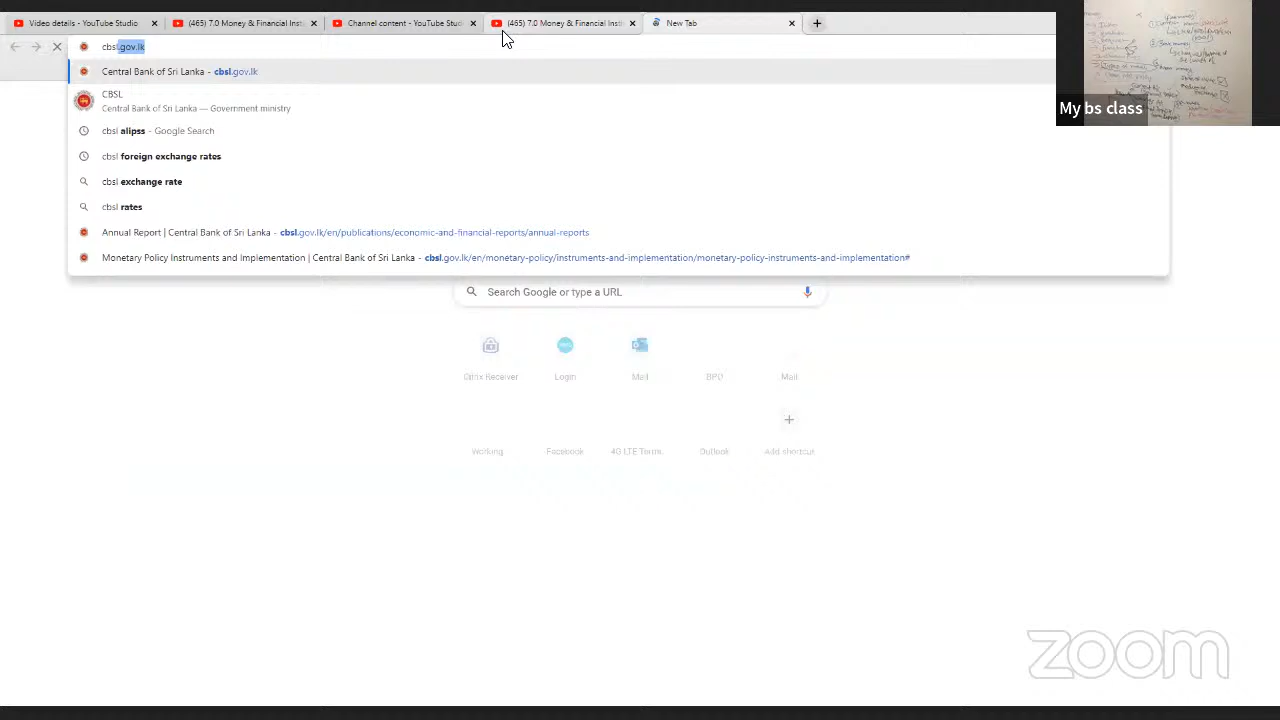 Video details - YouTube Studio
(465) 7.0 Money & Financial Insti
Channel content - YouTube Studi
(465) 7.0 Money & Financial Insti
New Tab
cbsl.gov.lk
Central Bank of Sri Lanka - cbsl.gov.lk
CBSL
Central Bank of Sri Lanka — Government ministry
cbsl alipss - Google Search
cbsl foreign exchange rates
cbsl exchange rate
cbsl rates
Annual Report | Central Bank of Sri Lanka - cbsl.gov.lk/en/publications/economic-and-financial-reports/annual-reports
Monetary Policy Instruments and Implementation | Central Bank of Sri Lanka - cbsl.gov.lk/en/monetary-policy/instruments-and-implementation/monetary-policy-instruments-and-implementation#
Search Google or type a URL
Citrix Receiver
Login
Mail
BPD
Mail
Working
Facebook
4G LTE Term.
Outlook
Add shortcut
My bs class
zoom